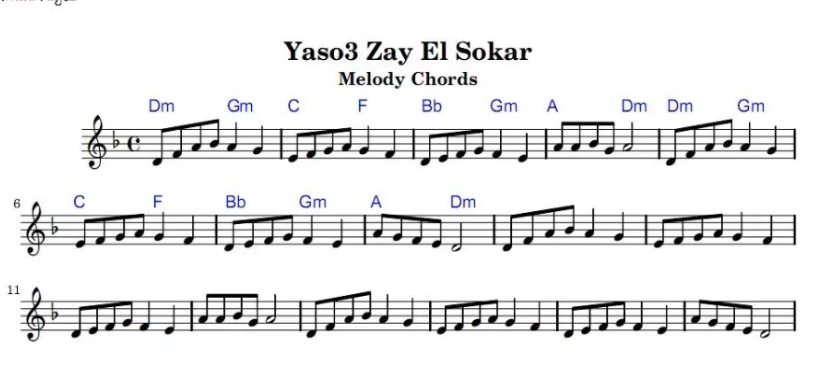 Yaso3 Zay El Sokar
Melody Chords
Dm Gm C F Bb Gm A Dm Dm Gm
6 C F Bb Gm A Dm
11